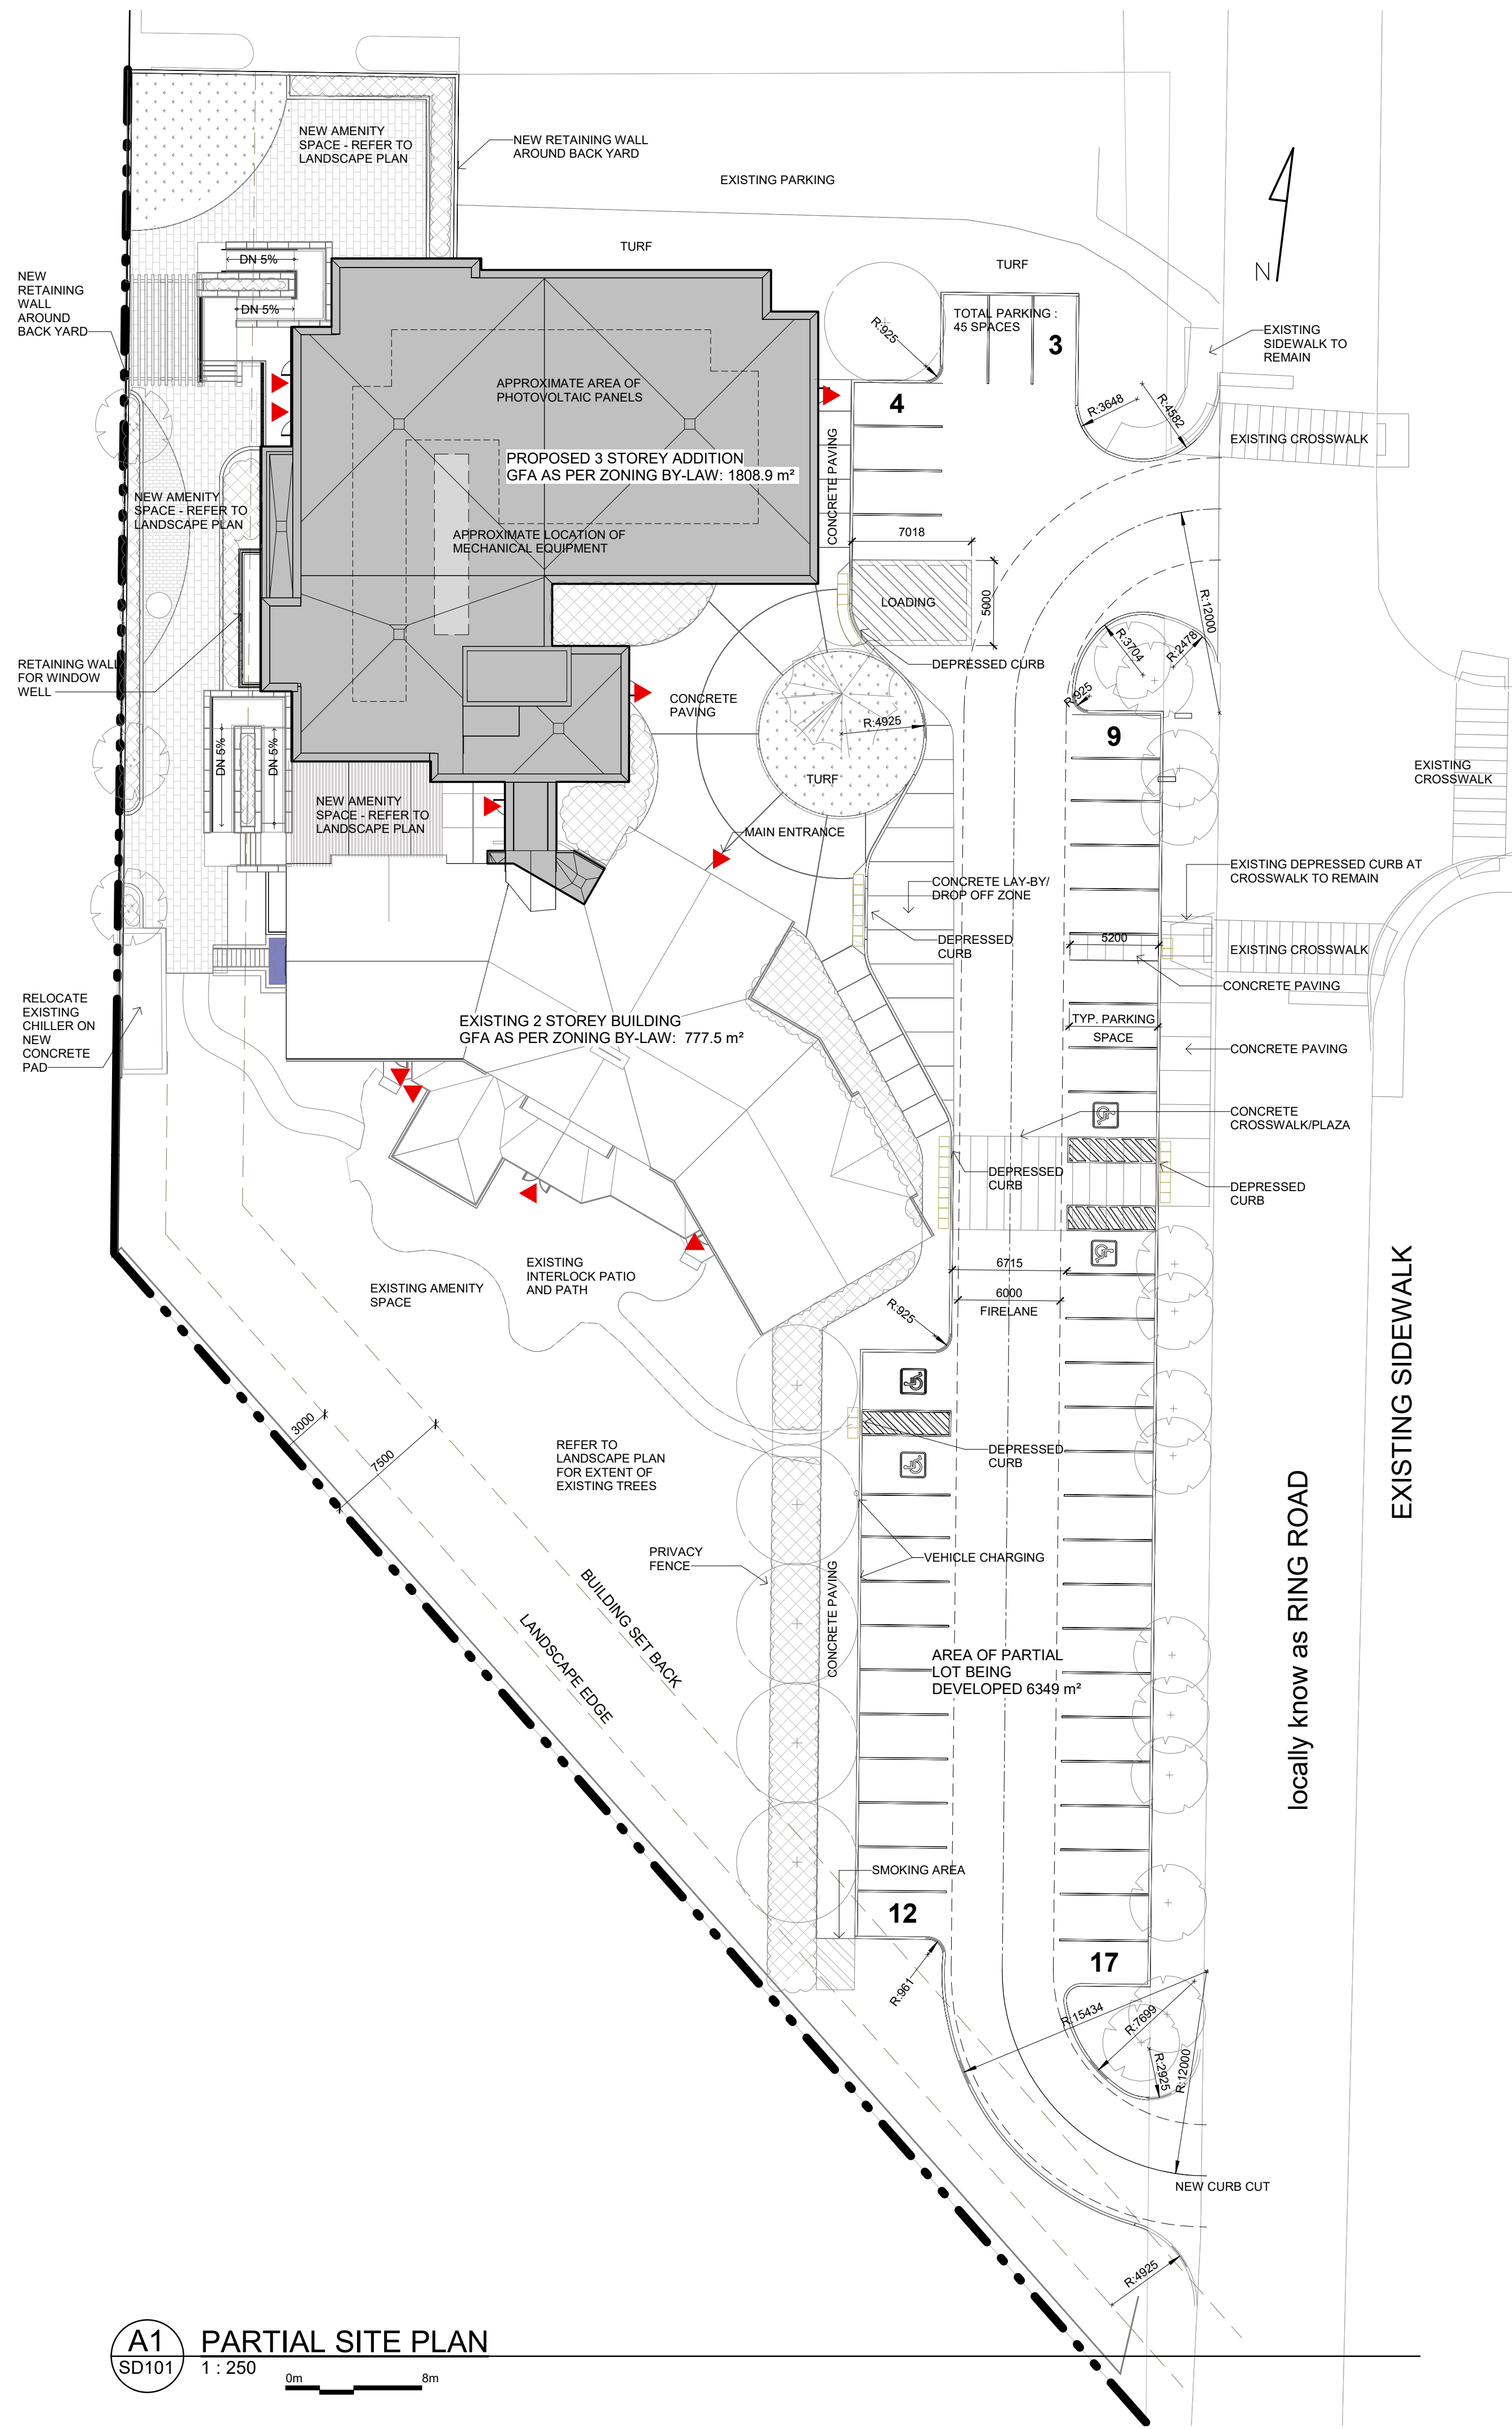 NEW AMENITY
SPACE - REFER TO
LANDSCAPE PLAN
NEW RETAINING WALL
AROUND BACK YARD
EXISTING PARKING
TURF
TURF
N
NEW
RETAINING
WALL
AROUND
BACK YARD
DN 5%
DN 5%
R:925
TOTAL PARKING :
45 SPACES
3
EXISTING
SIDEWALK TO
REMAIN
APPROXIMATE AREA OF
PHOTOVOLTAIC PANELS
4
R:3648
R:4582
EXISTING CROSSWALK
CONCRETE PAVING
PROPOSED 3 STOREY ADDITION
GFA AS PER ZONING BY-LAW: 1808.9 m²
NEW AMENITY
SPACE - REFER TO
LANDSCAPE PLAN
APPROXIMATE LOCATION OF
MECHANICAL EQUIPMENT
7018
LOADING
5000
R:12000
R:3704
R:2478
R:925
DEPRESSED CURB
RETAINING WALL
FOR WINDOW
WELL
CONCRETE
PAVING
R:4925
TURF
9
DN 5%
DN 5%
EXISTING
CROSSWALK
NEW AMENITY
SPACE - REFER TO
LANDSCAPE PLAN
MAIN ENTRANCE
EXISTING DEPRESSED CURB AT
CROSSWALK TO REMAIN
CONCRETE LAY-BY/
DROP OFF ZONE
DEPRESSED
CURB
5200
EXISTING CROSSWALK
CONCRETE PAVING
RELOCATE
EXISTING
CHILLER ON
NEW
CONCRETE
PAD
EXISTING 2 STOREY BUILDING
GFA AS PER ZONING BY-LAW:  777.5 m²
TYP. PARKING
SPACE
CONCRETE PAVING
CONCRETE
CROSSWALK/PLAZA
DEPRESSED
CURB
DEPRESSED
CURB
EXISTING AMENITY
SPACE
EXISTING
INTERLOCK PATIO
AND PATH
6715
6000
FIRELANE
R:925
EXISTING SIDEWALK
3000
7500
REFER TO
LANDSCAPE PLAN
FOR EXTENT OF
EXISTING TREES
DEPRESSED
CURB
PRIVACY
FENCE
VEHICLE CHARGING
BUILDING SET BACK
LANDSCAPE EDGE
CONCRETE PAVING
AREA OF PARTIAL
LOT BEING
DEVELOPED 6349 m²
locally know as RING ROAD
SMOKING AREA
12
17
R:961
R:15434
R:7699
R:2925
R:12000
NEW CURB CUT
R:4925
A1
SD101
PARTIAL SITE PLAN
1 : 250
0m
8m